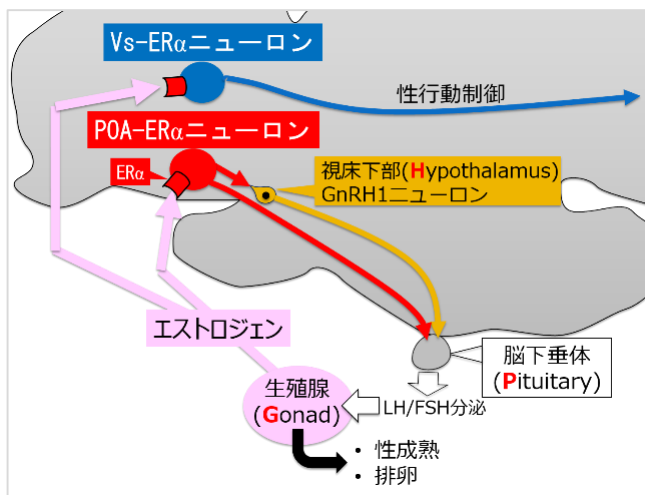 Vs-ERαニューロン
性行動制御
POA-ERαニューロン
ERα
視床下部(Hypothalamus)
GnRH1ニューロン
エストロジェン
脳下垂体
(Pituitary)
生殖腺
(Gonad)
LH/FSH分泌
• 性成熟
• 排卵